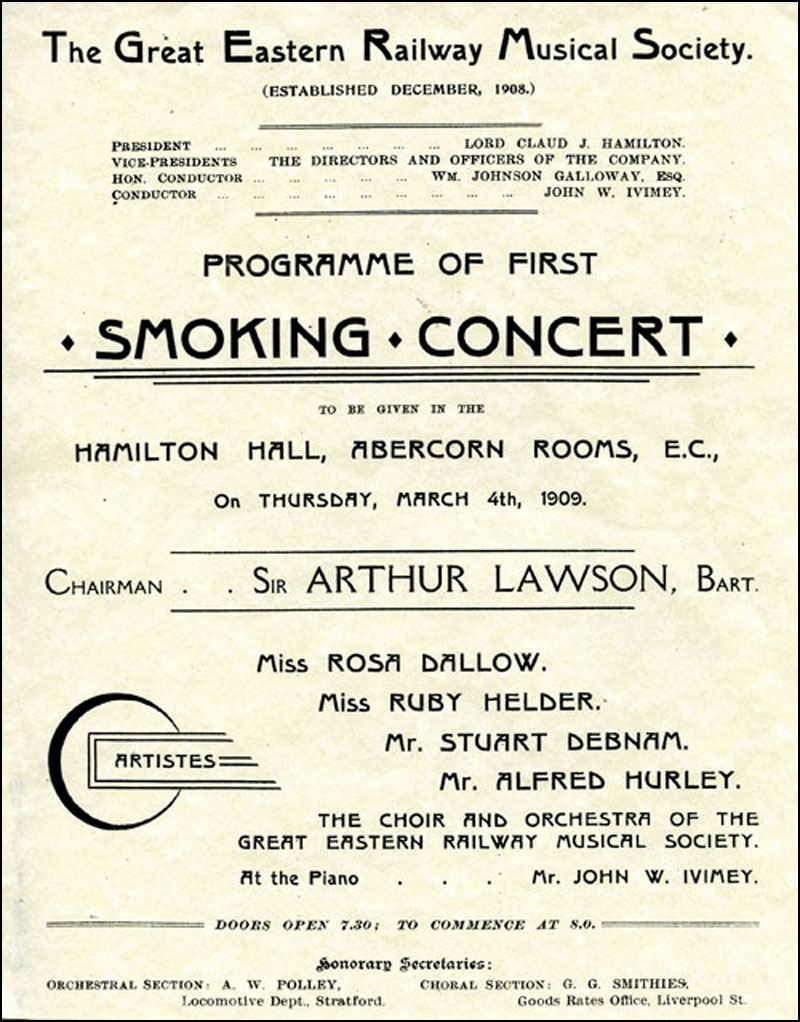 The Great Eastern Railway Musical Society.
(ESTABLISHED DECEMBER, 1908.)
PRESIDENT ... ... ... ... ... ... ... LORD CLAUD J. HAMILTON.
VICE-PRESIDENTS THE DIRECTORS AND OFFICERS OF THE COMPANY.
HON. CONDUCTOR ... ... ... ... ... WM. JOHNSON GALLOWAY, ESQ.
CONDUCTOR ... ... ... ... ... ... ... ... ... JOHN W. IVIMEY.
PROGRAMME OF FIRST
SMOKING CONCERT
TO BE GIVEN IN THE
HAMILTON HALL, ABERCORN ROOMS, E.C.,
On THURSDAY, MARCH 4th, 1909.
CHAIRMAN . . SIR ARTHUR LAWSON, BART.
Miss ROSA DALLOW.
Miss RUBY HELDER.
Mr. STUART DEBNAM.
ARTISTES
Mr. ALFRED HURLEY.
THE CHOIR AND ORCHESTRA OF THE
GREAT EASTERN RAILWAY MUSICAL SOCIETY.
At the Piano . . . Mr. JOHN W. IVIMEY.
DOORS OPEN 7.30; TO COMMENCE AT 8.0.
Honorary Secretaries:
ORCHESTRAL SECTION: A. W. POLLEY, CHORAL SECTION: G. G. SMITHIES,
Locomotive Dept., Stratford. Goods Rates Office, Liverpool St.